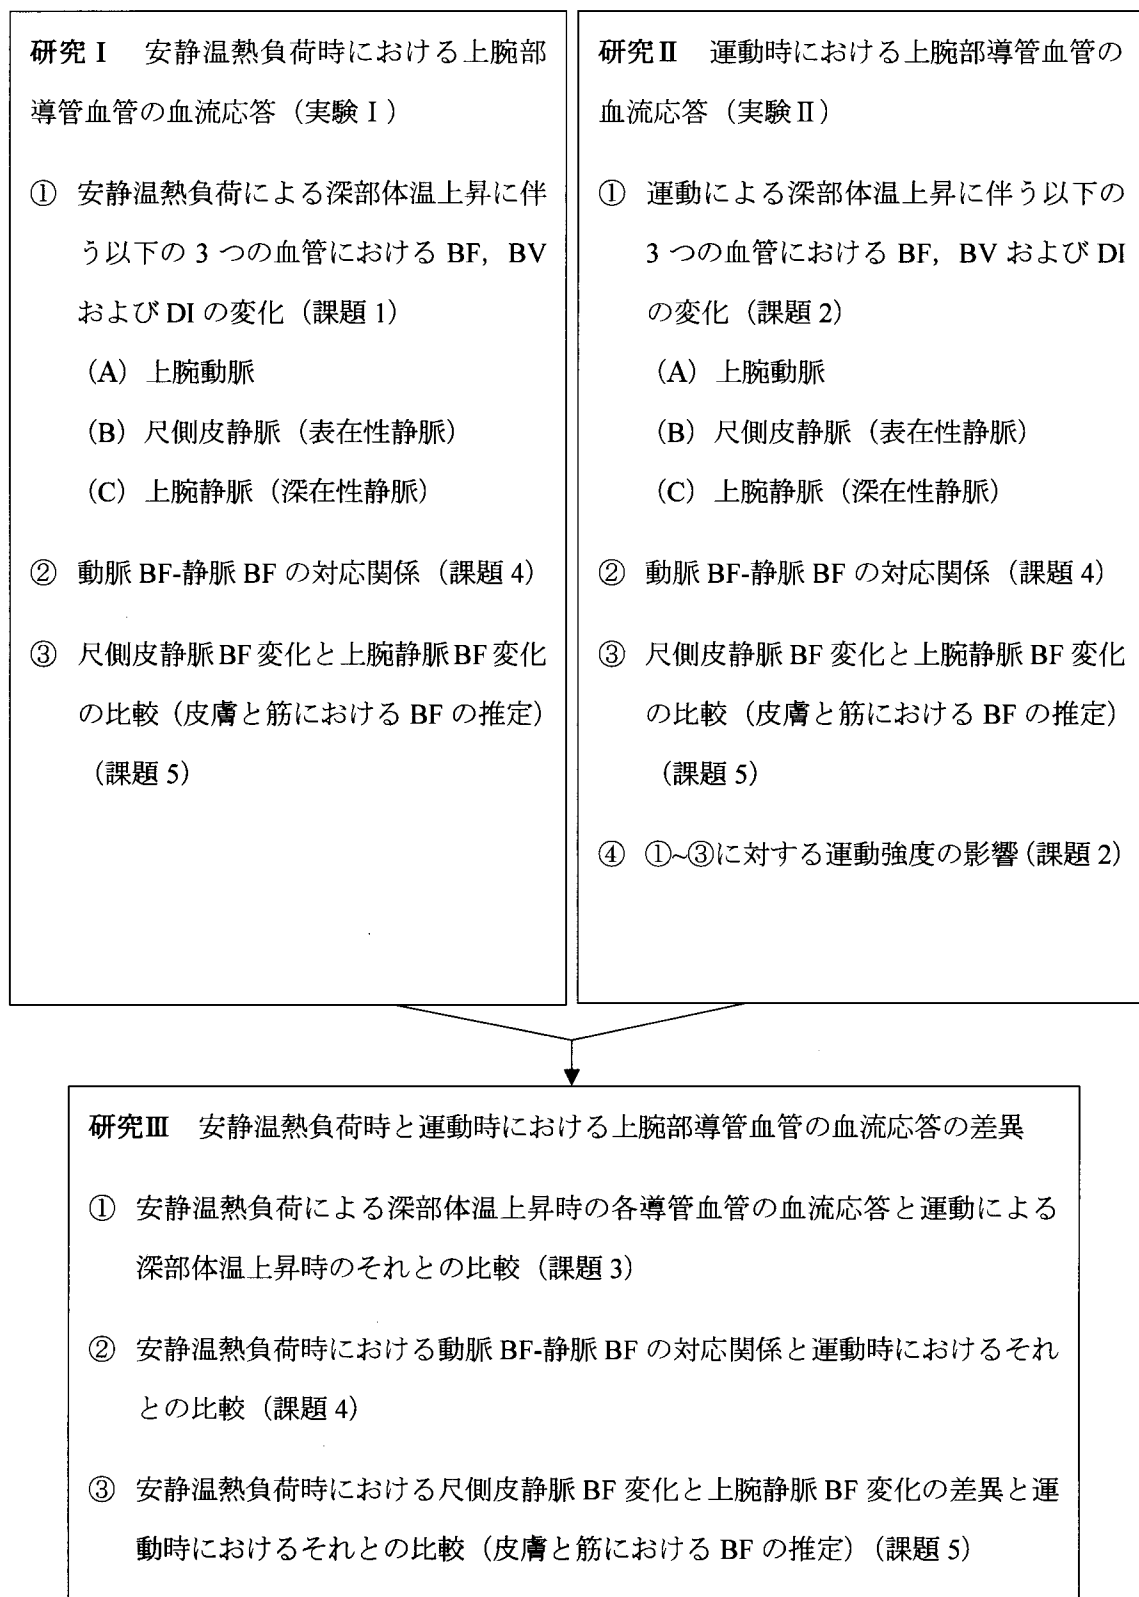 研究Ⅰ 安静温熱負荷時における上腕部
導管血管の血流応答（実験Ⅰ）
① 安静温熱負荷による深部体温上昇に伴
う以下の 3 つの血管における BF，BV
および DI の変化（課題 1）
（A）上腕動脈
（B）尺側皮静脈（表在性静脈）
（C）上腕静脈（深在性静脈）
② 動脈 BF-静脈 BF の対応関係（課題 4）
③ 尺側皮静脈 BF 変化と上腕静脈 BF 変化
の比較（皮膚と筋における BF の推定）
（課題 5）
研究Ⅱ 運動時における上腕部導管血管の
血流応答（実験Ⅱ）
① 運動による深部体温上昇に伴う以下の
3 つの血管における BF，BV および DI
の変化（課題 2）
（A）上腕動脈
（B）尺側皮静脈（表在性静脈）
（C）上腕静脈（深在性静脈）
② 動脈 BF-静脈 BF の対応関係（課題 4）
③ 尺側皮静脈 BF 変化と上腕静脈 BF 変化
の比較（皮膚と筋における BF の推定）
（課題 5）
④ ①~③に対する運動強度の影響（課題 2）
研究Ⅲ 安静温熱負荷時と運動時における上腕部導管血管の血流応答の差異
① 安静温熱負荷による深部体温上昇時の各導管血管の血流応答と運動による
深部体温上昇時のそれとの比較（課題 3）
② 安静温熱負荷時における動脈 BF-静脈 BF の対応関係と運動時におけるそれ
との比較（課題 4）
③ 安静温熱負荷時における尺側皮静脈 BF 変化と上腕静脈 BF 変化の差異と運
動時におけるそれとの比較（皮膚と筋における BF の推定）（課題 5）